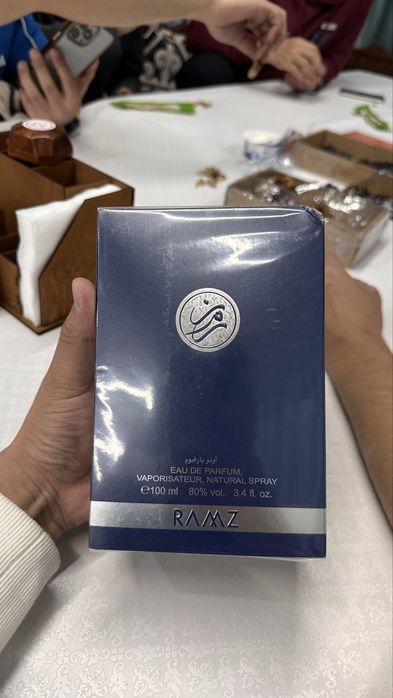 رمز
أودو بارفيوم
EAU DE PARFUM,
VAPORISATEUR, NATURAL SPRAY
℮100 ml 80% vol. 3.4 fl. oz.
RAMZ